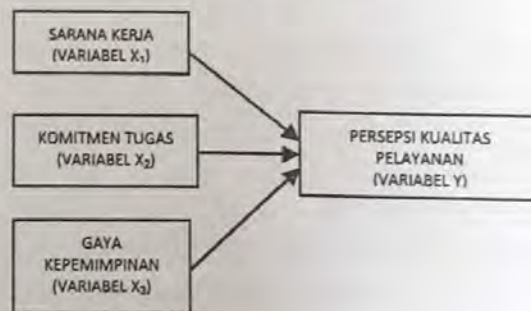 SARANA KERJA
(VARIABEL X₁)
KOMITMEN TUGAS
(VARIABEL X₂)
GAYA
KEPEMIMPINAN
(VARIABEL X₃)
PERSEPSI KUALITAS
PELAYANAN
(VARIABEL Y)